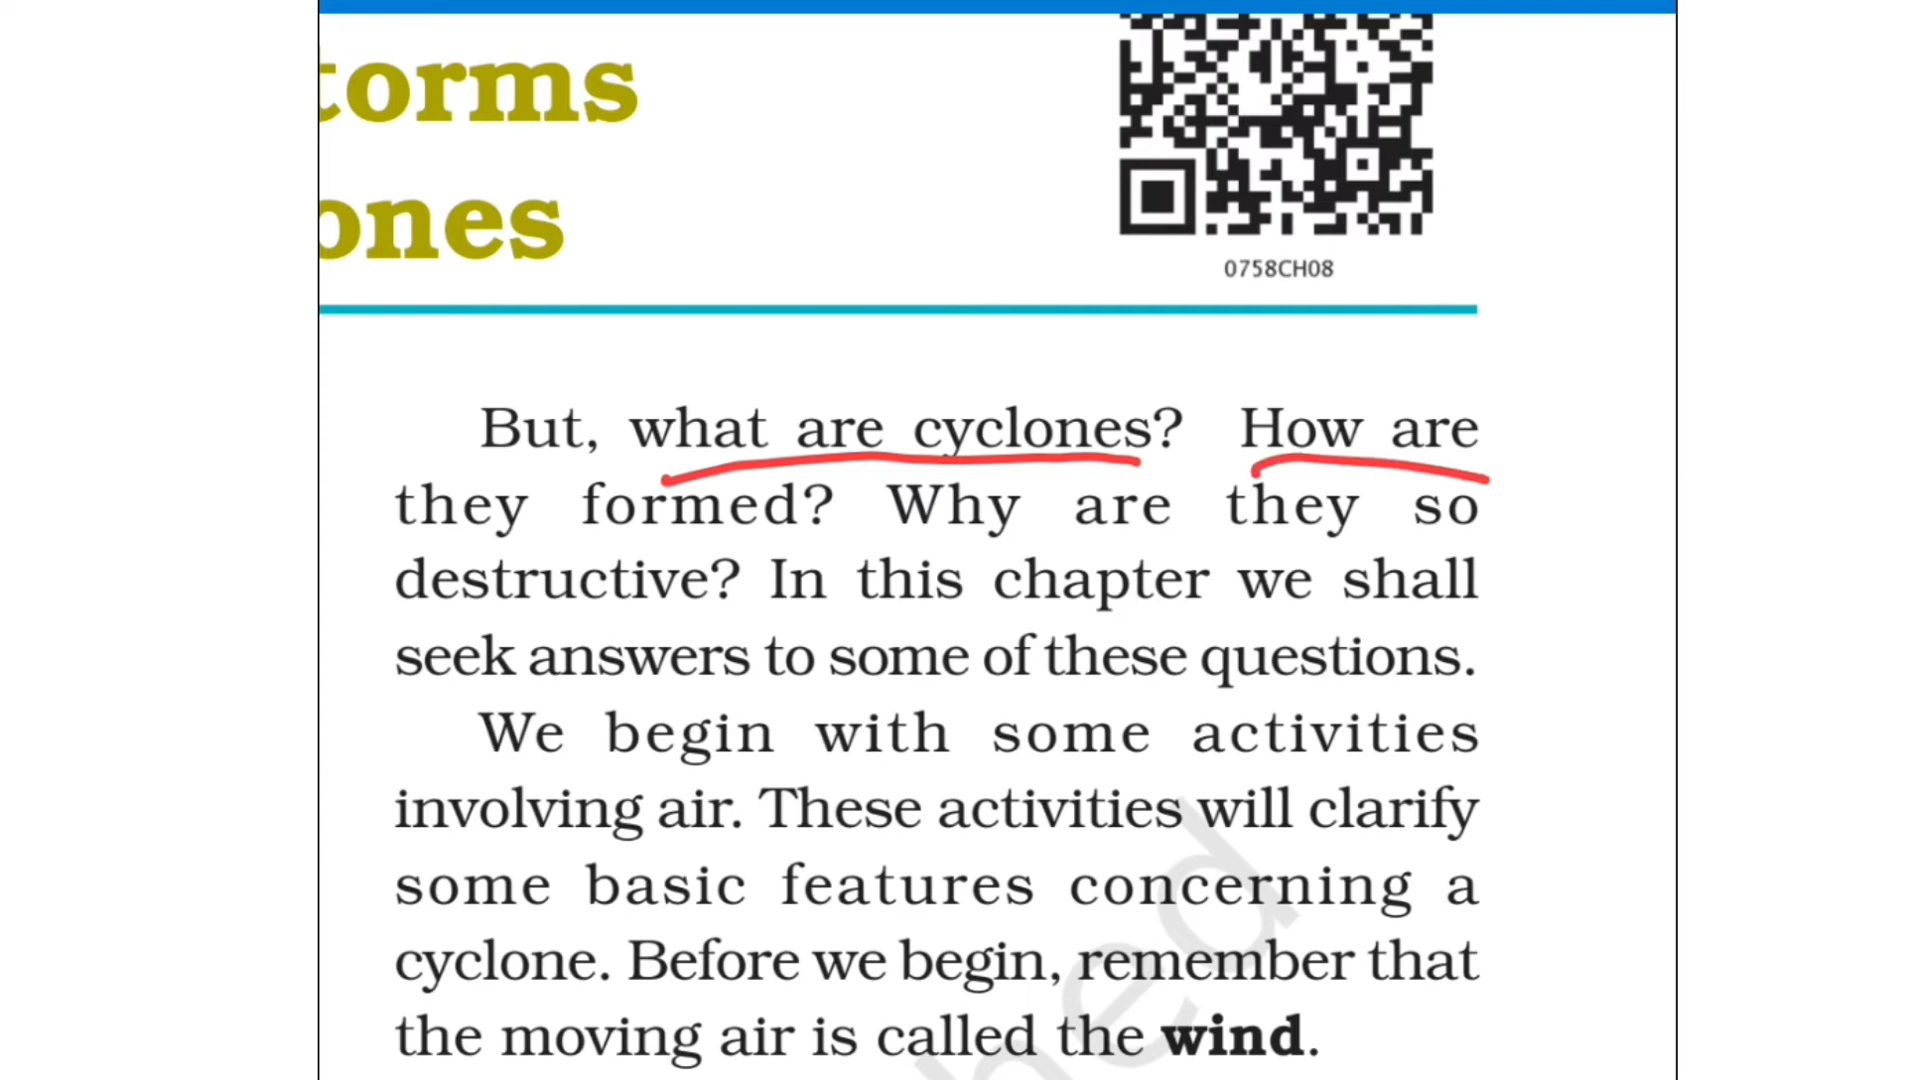 torms
ones
0758CH08
But, what are cyclones? How are
they formed? Why are they so
destructive? In this chapter we shall
seek answers to some of these questions.
We begin with some activities
involving air. These activities will clarify
some basic features concerning a
cyclone. Before we begin, remember that
the moving air is called the wind.
hed